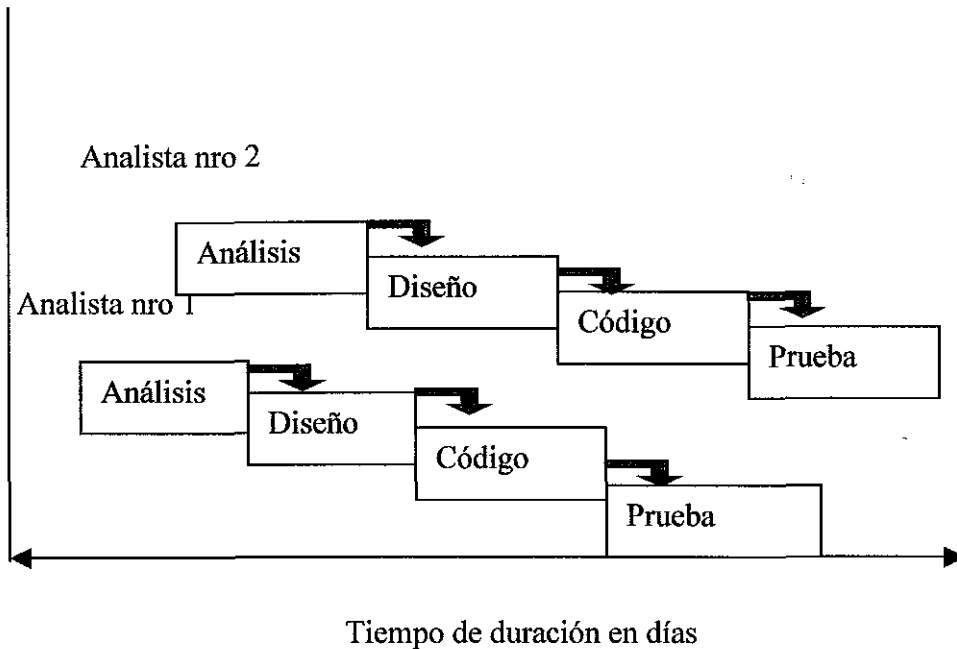 Analista nro 2
Análisis
Diseño
Código
Prueba
Analista nro 1
Análisis
Diseño
Código
Prueba
Tiempo de duración en días